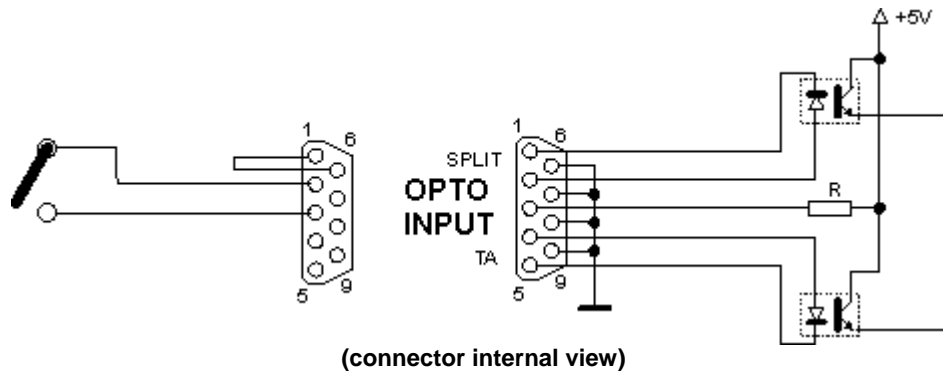 +5V
1
6
5
9
1
6
SPLIT
OPTO
INPUT
TA
5
9
R
(connector internal view)